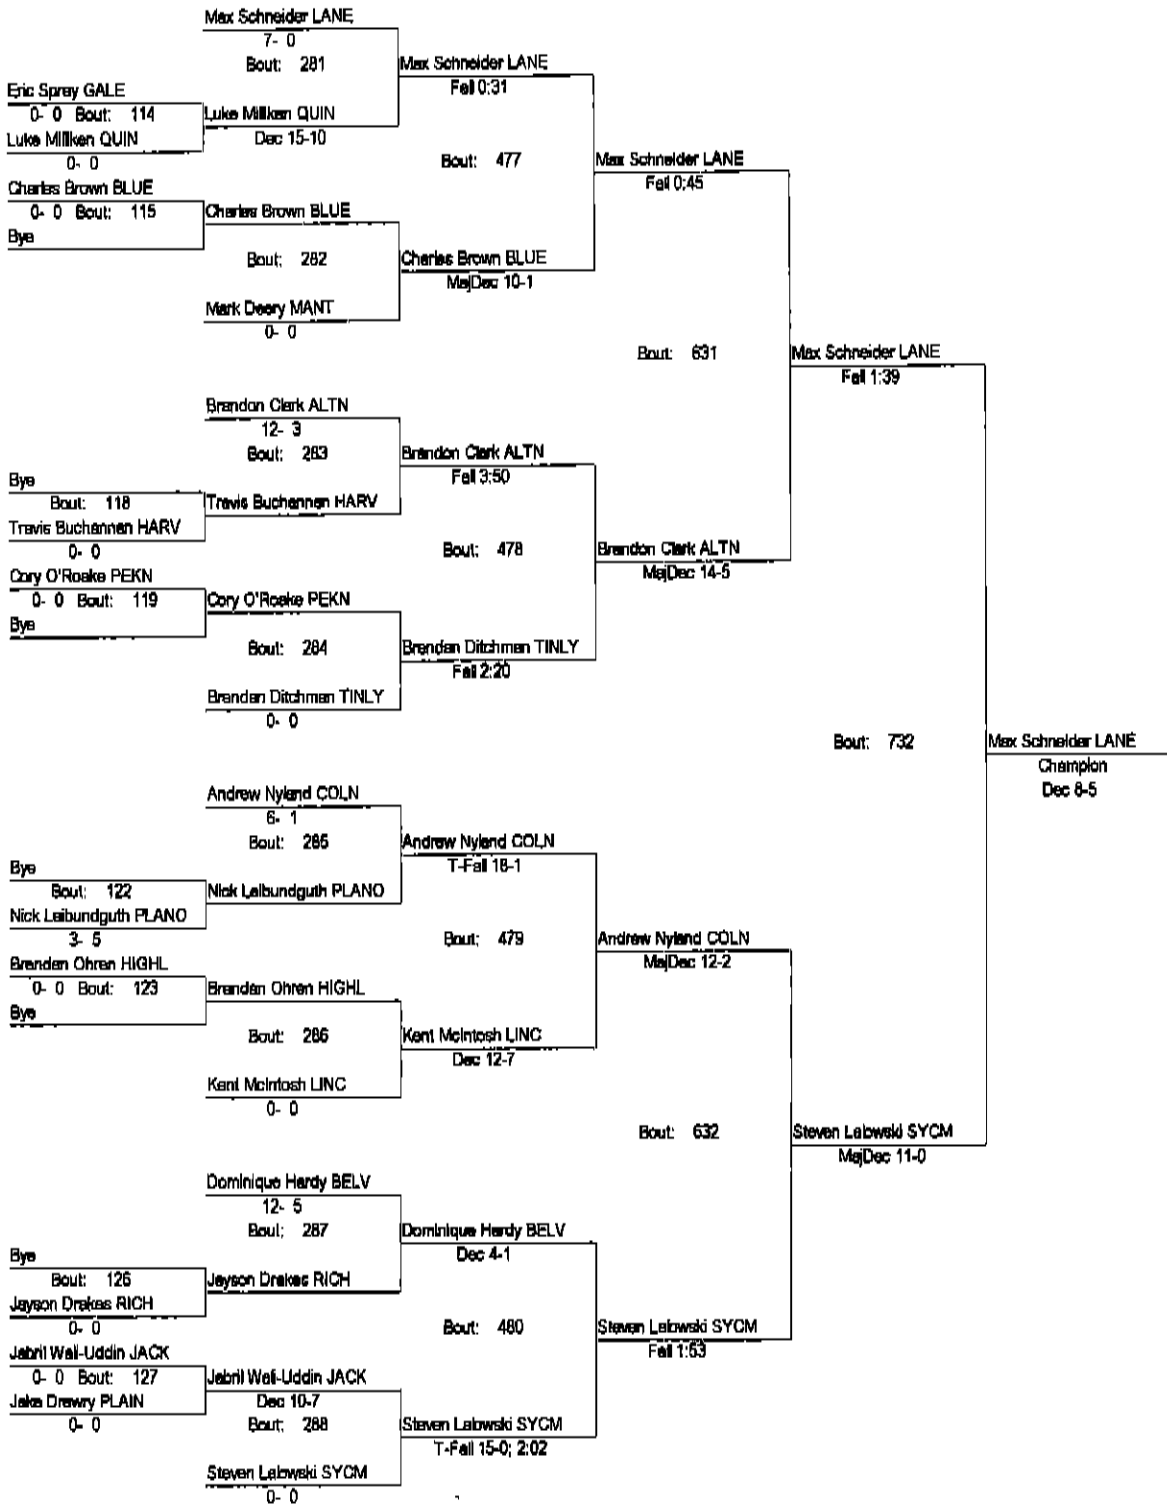 Max Schneider LANE
7- 0
Bout: 281
Max Schneider LANE
Fall 0:31
Eric Spray GALE
0- 0 Bout: 114
Luke Milliken QUIN
Luke Milliken QUIN
Dec 15-10
0- 0
Bout: 477
Max Schneider LANE
Fall 0:45
Charles Brown BLUE
0- 0 Bout: 115
Charles Brown BLUE
Bye
Bout: 282
Charles Brown BLUE
MajDec 10-1
Mark Deery MANT
0- 0
Bout: 631
Max Schneider LANE
Fall 1:39
Brandon Clark ALTN
12- 3
Bout: 283
Brandon Clark ALTN
Fall 3:50
Bye
Bout: 118
Travis Buchannan HARV
Travis Buchannan HARV
0- 0
Bout: 478
Brandon Clark ALTN
MajDec 14-5
Cory O'Roake PEKN
0- 0 Bout: 119
Cory O'Roake PEKN
Bye
Bout: 284
Brendan Ditchman TINLY
Fall 2:20
Brendan Ditchman TINLY
0- 0
Bout: 732
Max Schneider LANE
Champion
Dec 8-5
Andrew Nyland COLN
6- 1
Bout: 285
Andrew Nyland COLN
T-Fall 18-1
Bye
Bout: 122
Nick Leibundguth PLANO
Nick Leibundguth PLANO
3- 5
Bout: 479
Andrew Nyland COLN
MajDec 12-2
Brenden Ohren HIGHL
0- 0 Bout: 123
Brenden Ohren HIGHL
Bye
Bout: 286
Kent McIntosh LINC
Dec 12-7
Kent McIntosh LINC
0- 0
Bout: 632
Steven Lalowski SYCM
MajDec 11-0
Dominique Hardy BELV
12- 5
Bout: 287
Dominique Hardy BELV
Dec 4-1
Bye
Bout: 126
Jayson Drakes RICH
Jayson Drakes RICH
0- 0
Bout: 480
Steven Lalowski SYCM
Fall 1:53
Jabril Wali-Uddin JACK
0- 0 Bout: 127
Jabril Wali-Uddin JACK
Dec 10-7
Jake Drawry PLAIN
0- 0
Bout: 288
Steven Lalowski SYCM
T-Fall 15-0; 2:02
Steven Lalowski SYCM
0- 0